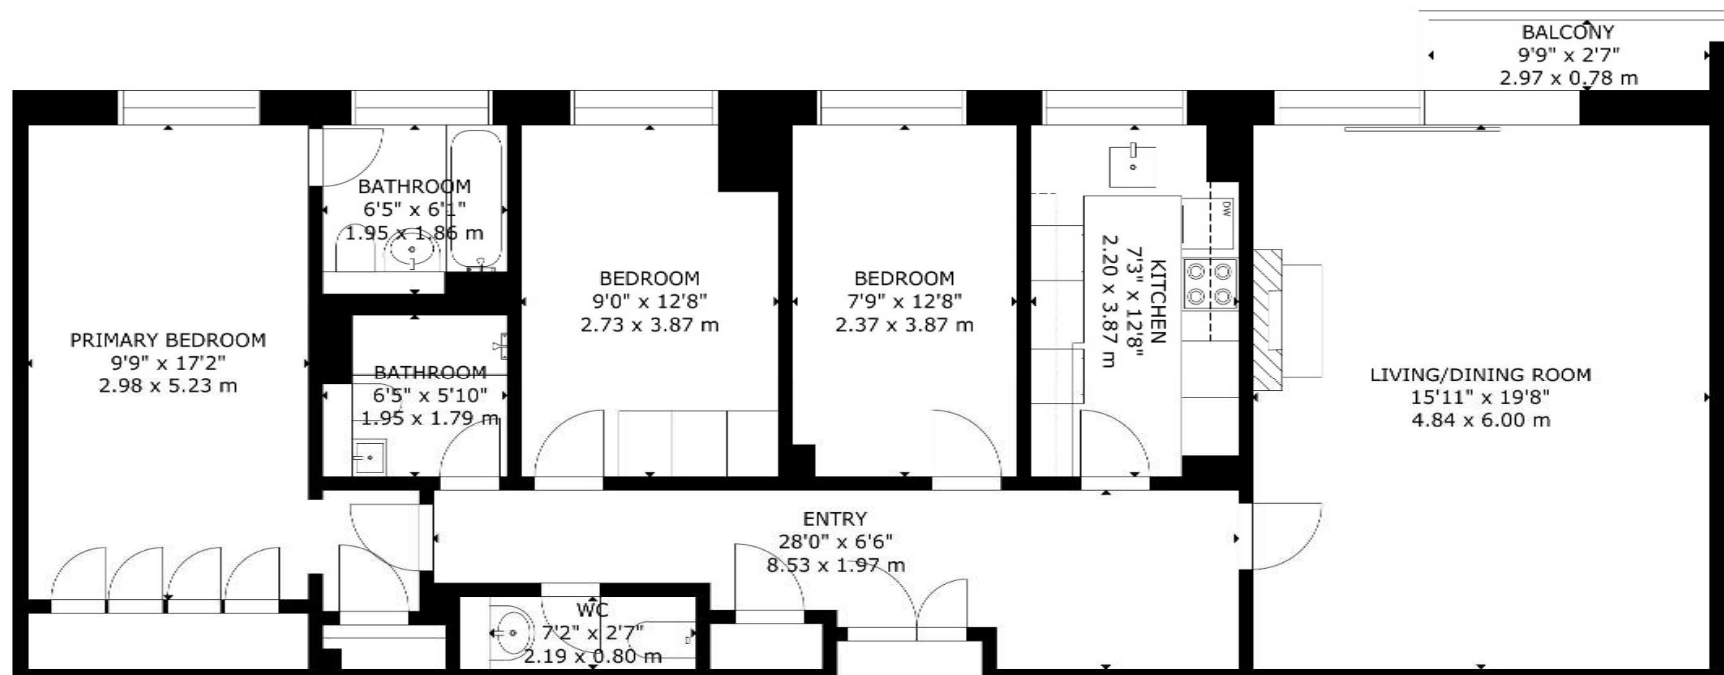 BALCONY
9'9" x 2'7"
2.97 x 0.78 m
BATHROOM
6'5" x 6'1"
1.95 x 1.86 m
PRIMARY BEDROOM
9'9" x 17'2"
2.98 x 5.23 m
BATHROOM
6'5" x 5'10"
1.95 x 1.79 m
BEDROOM
9'0" x 12'8"
2.73 x 3.87 m
BEDROOM
7'9" x 12'8"
2.37 x 3.87 m
KITCHEN
7'3" x 12'8"
2.20 x 3.87 m
DW
LIVING/DINING ROOM
15'11" x 19'8"
4.84 x 6.00 m
ENTRY
28'0" x 6'6"
8.53 x 1.97 m
WC
7'2" x 2'7"
2.19 x 0.80 m